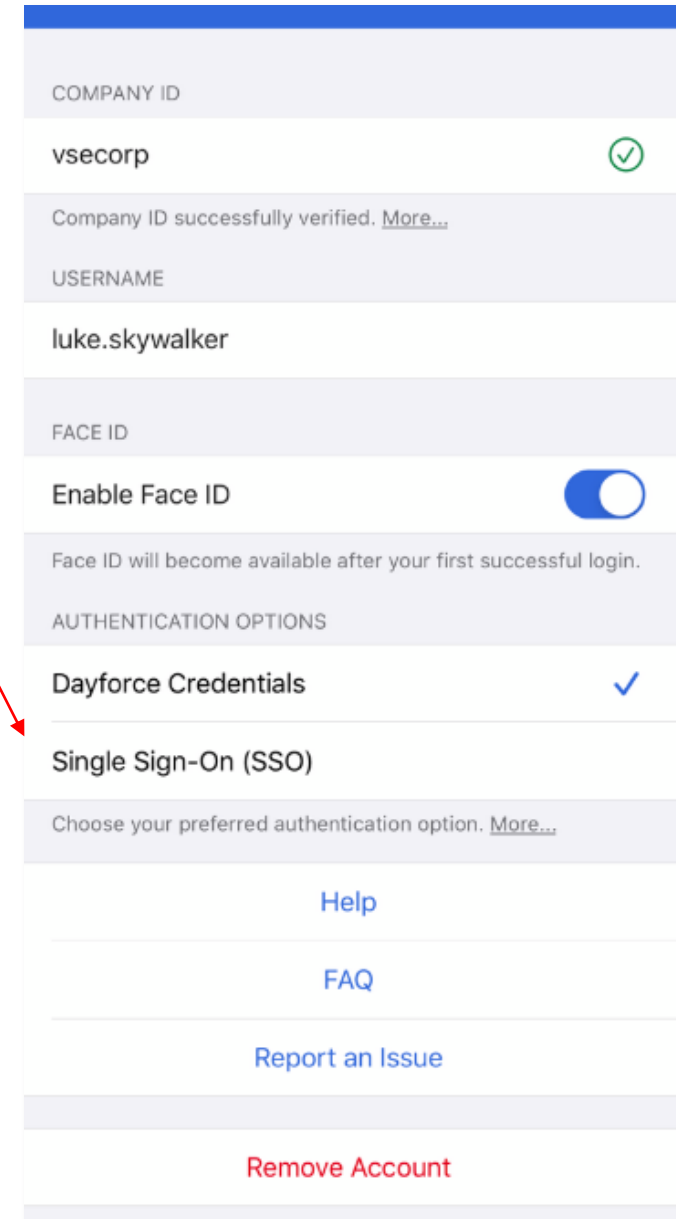 COMPANY ID
vsecorp
Company ID successfully verified. More...
USERNAME
luke.skywalker
FACE ID
Enable Face ID
Face ID will become available after your first successful login.
AUTHENTICATION OPTIONS
Dayforce Credentials
Single Sign-On (SSO)
Choose your preferred authentication option. More...
Help
FAQ
Report an Issue
Remove Account